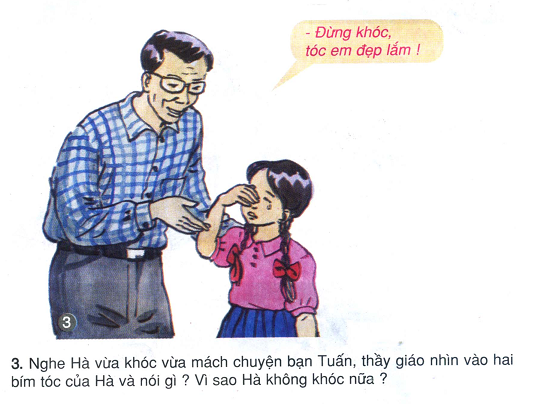 - Đừng khóc,
tóc em đẹp lắm !
3
3. Nghe Hà vừa khóc vừa mách chuyện bạn Tuấn, thầy giáo nhìn vào hai
bím tóc của Hà và nói gì ? Vì sao Hà không khóc nữa ?